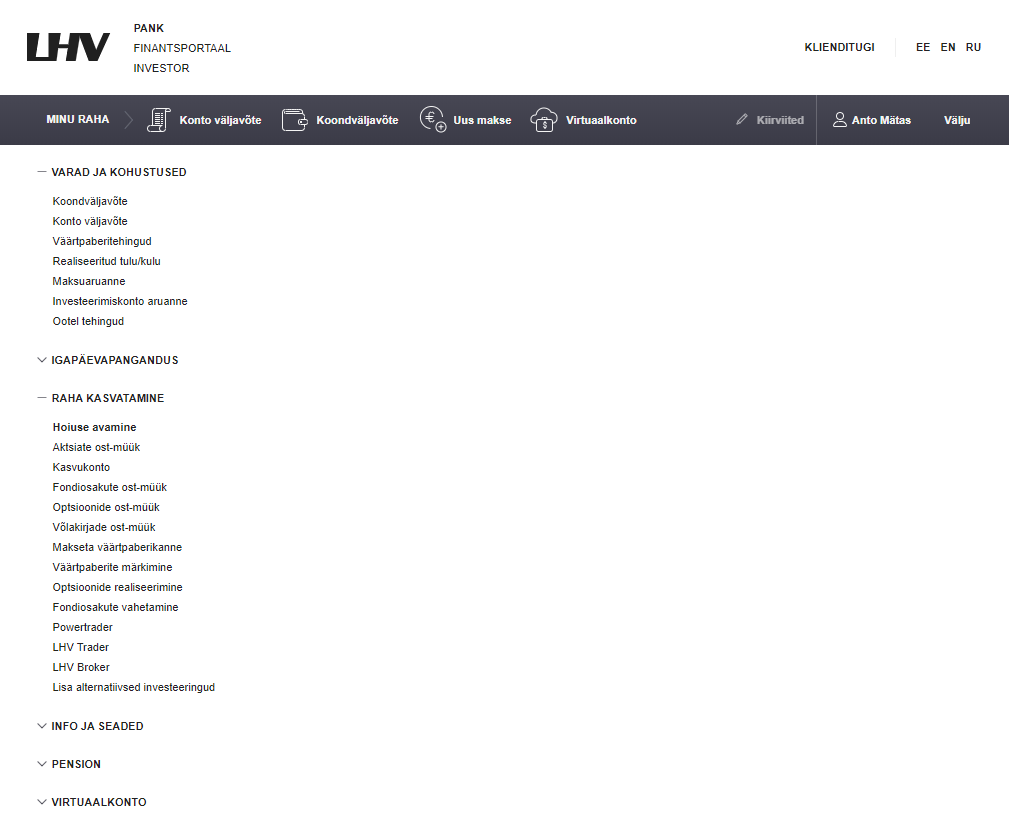 LHV
PANK
FINANTSPORTAAL
INVESTOR
KLIENDITUGI
EE EN RU
MINU RAHA
Konto väljavõte
Koondväljavõte
Uus makse
Virtuaalkonto
Kiirviited
Anto Mätas
Välju
VARAD JA KOHUSTUSED
Koondväljavõte
Konto väljavõte
Väärtpaberitehingud
Realiseeritud tulu/kulu
Maksuaruanne
Investeerimiskonto aruanne
Ootel tehingud
IGAPÄEVAPANGANDUS
RAHA KASVATAMINE
Hoiuse avamine
Aktsiate ost-müük
Kasvukonto
Fondiosakute ost-müük
Optsioonide ost-müük
Võlakirjade ost-müük
Makseta väärtpaberikanne
Väärtpaberite märkimine
Optsioonide realiseerimine
Fondiosakute vahetamine
Powertrader
LHV Trader
LHV Broker
Lisa alternatiivsed investeeringud
INFO JA SEADED
PENSION
VIRTUAALKONTO